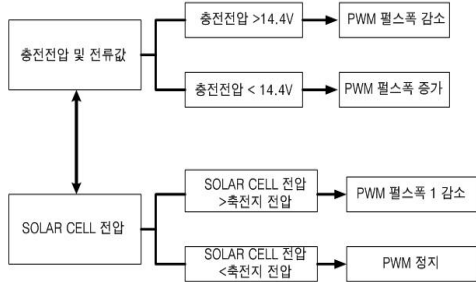 충전전압 >14.4V
PWM 펄스폭 감소
충전전압 및 전류값
충전전압 < 14.4V
PWM 펄스폭 증가
SOLAR CELL 전압
>축전지 전압
PWM 펄스폭 1 감소
SOLAR CELL 전압
SOLAR CELL 전압
<축전지 전압
PWM 정지